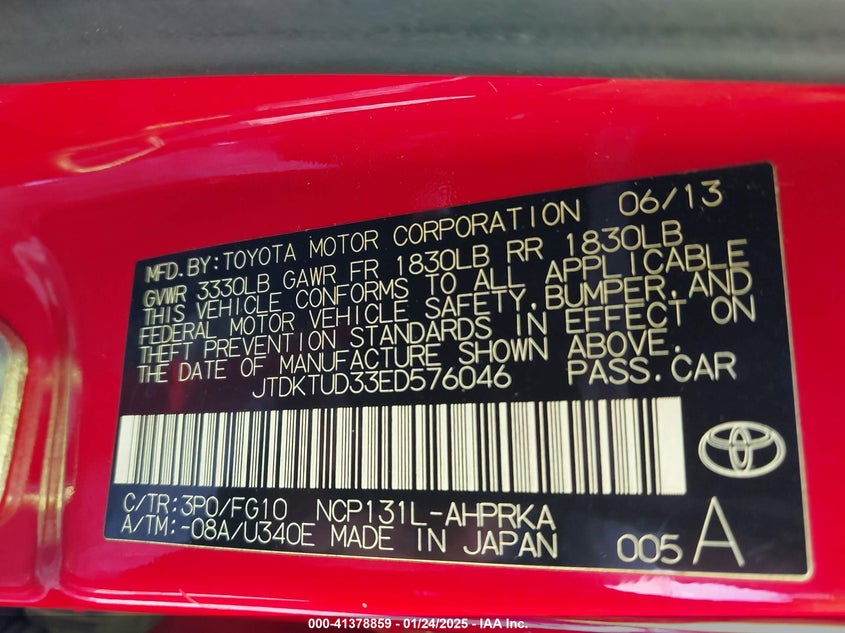 MFD.BY:TOYOTA MOTOR CORPORATION 06/13
GVWR 3330LB GAWR FR 1830LB RR 1830LB
THIS VEHICLE CONFORMS TO ALL APPLICABLE
FEDERAL MOTOR VEHICLE SAFETY,BUMPER,AND
THEFT PREVENTION STANDARDS IN EFFECT ON
THE DATE OF MANUFACTURE SHOWN ABOVE.
JTDKTUD33ED576046 PASS.CAR
C/TR:3P0/FG10 NCP131L-AHPRKA
A/TM:-08A/U340E MADE IN JAPAN 005 A
000-41378859 - 01/24/2025 - IAA Inc.